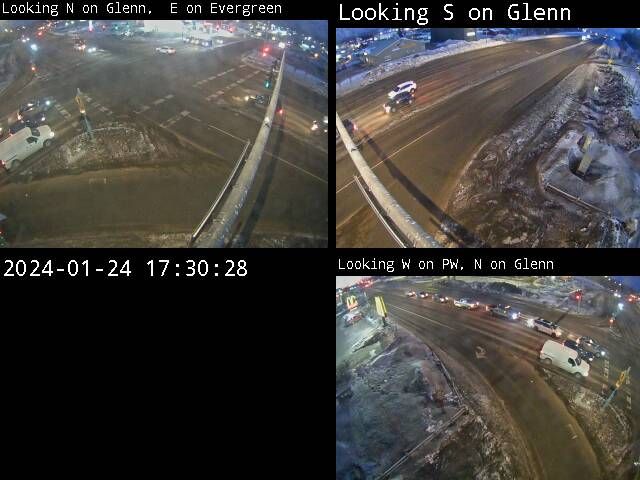 Looking N on Glenn,  E on Evergreen
Looking S on Glenn
2024-01-24 17:30:28
Looking W on PW, N on Glenn